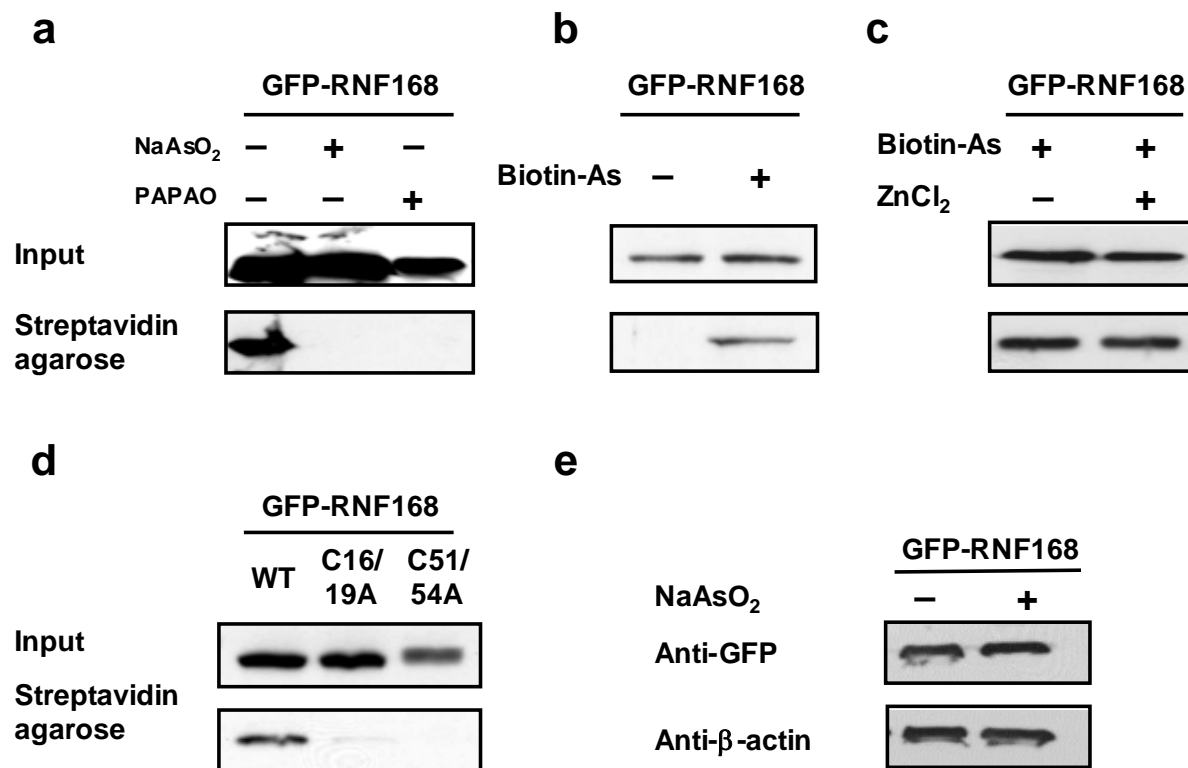 a
GFP-RNF168
NaAsO₂ – + –
PAPAO – – +
Input
Streptavidin
agarose
b
GFP-RNF168
Biotin-As – +
c
GFP-RNF168
Biotin-As + +
ZnCl₂ – +
d
GFP-RNF168
WT C16/ C51/
19A 54A
Input
Streptavidin
agarose
e
GFP-RNF168
NaAsO₂ – +
Anti-GFP
Anti-β-actin